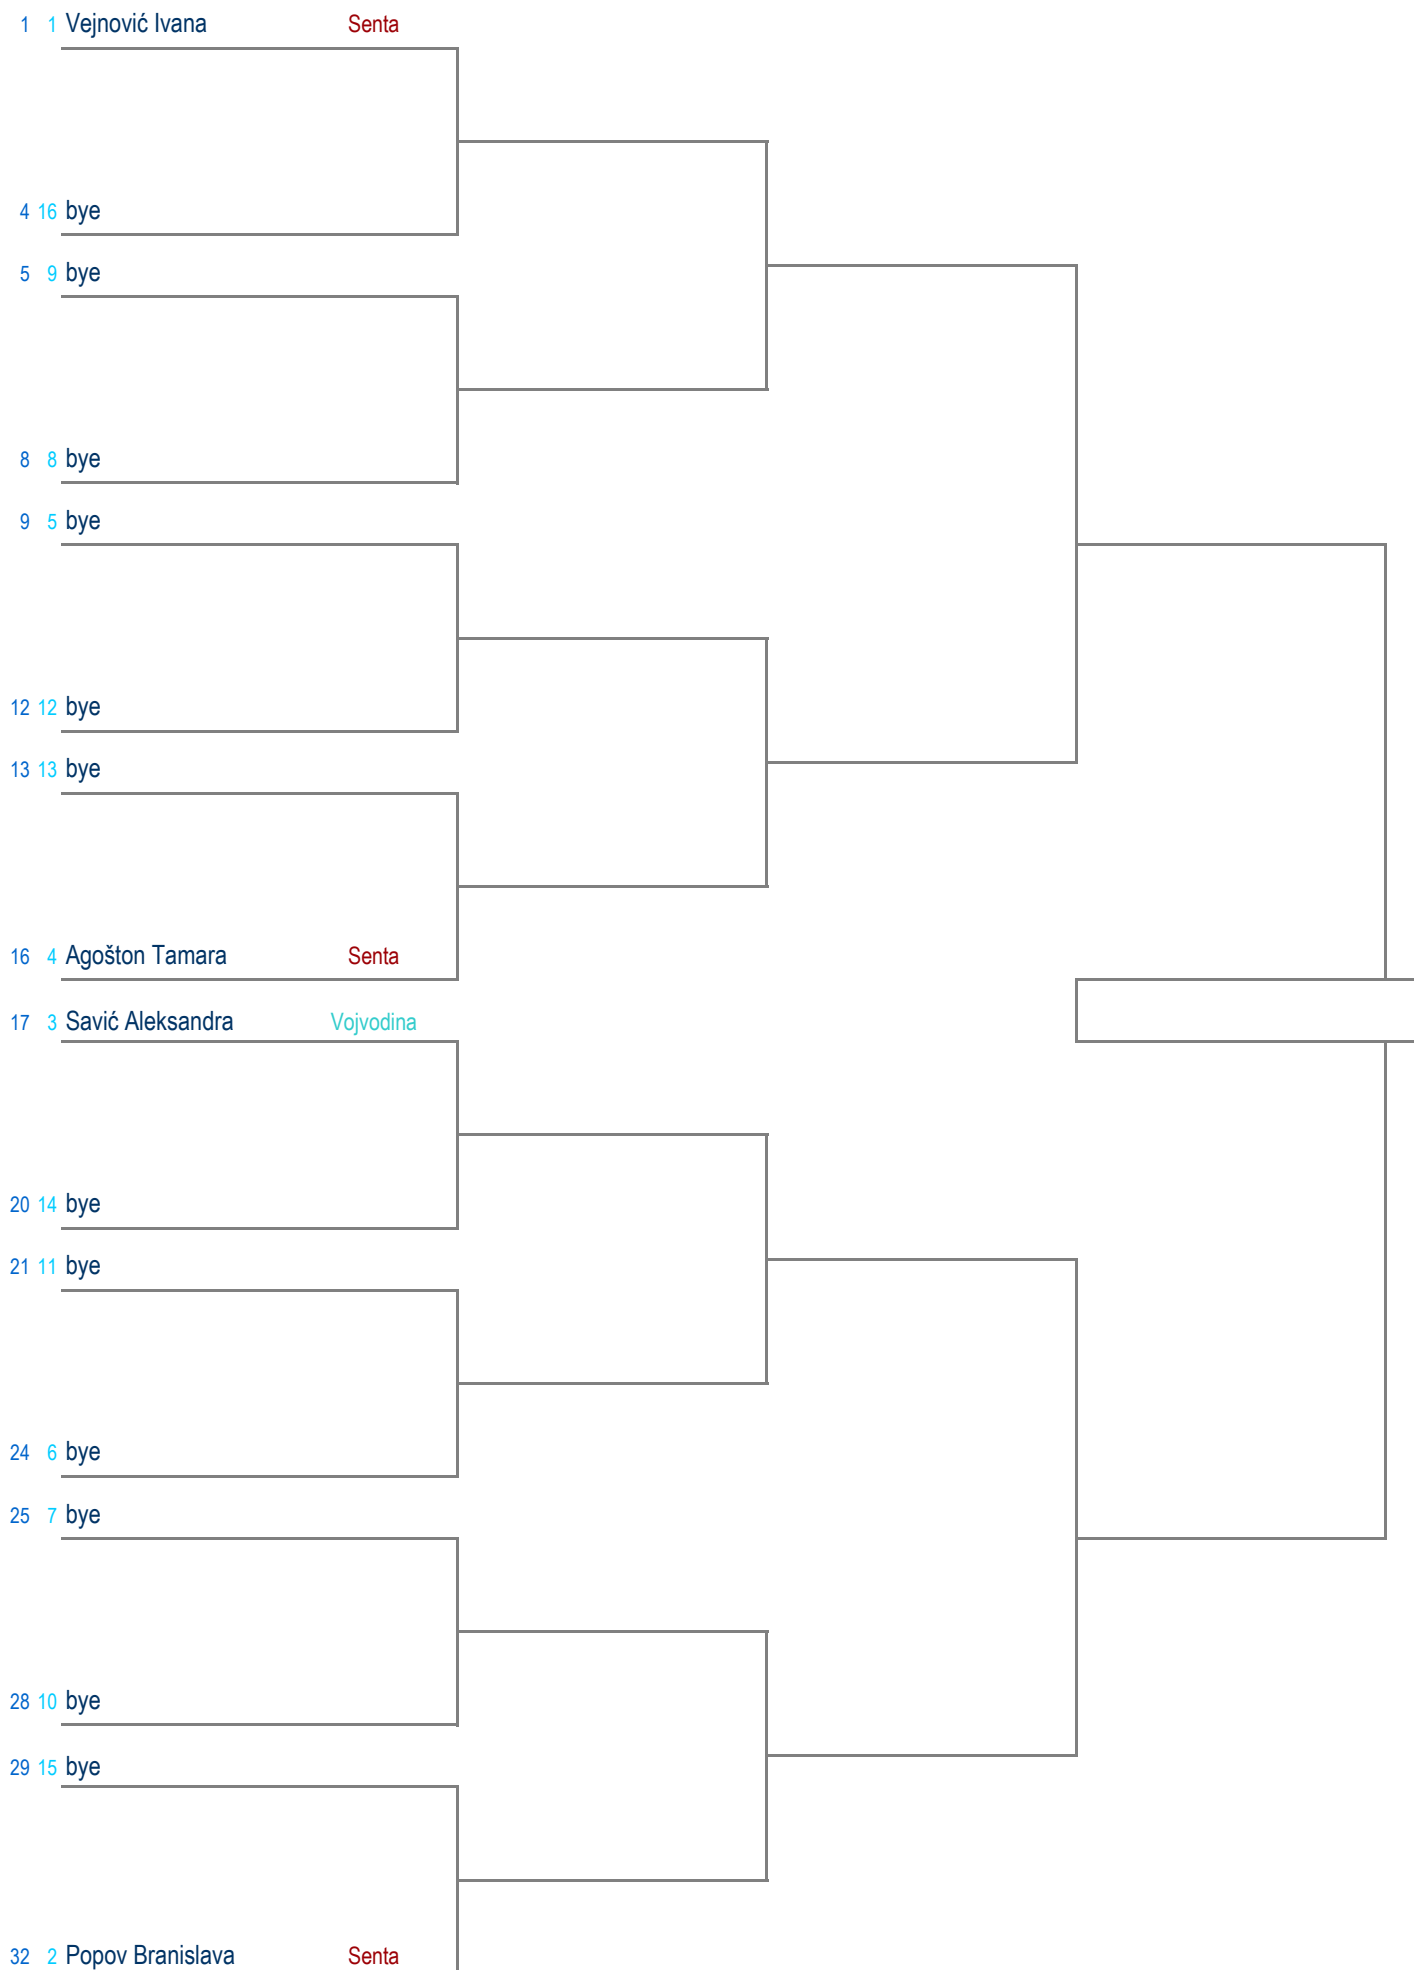 1 1 Vejnović Ivana Senta
4 16 bye
5 9 bye
8 8 bye
9 5 bye
12 12 bye
13 13 bye
16 4 Agošton Tamara Senta
17 3 Savić Aleksandra Vojvodina
20 14 bye
21 11 bye
24 6 bye
25 7 bye
28 10 bye
29 15 bye
32 2 Popov Branislava Senta